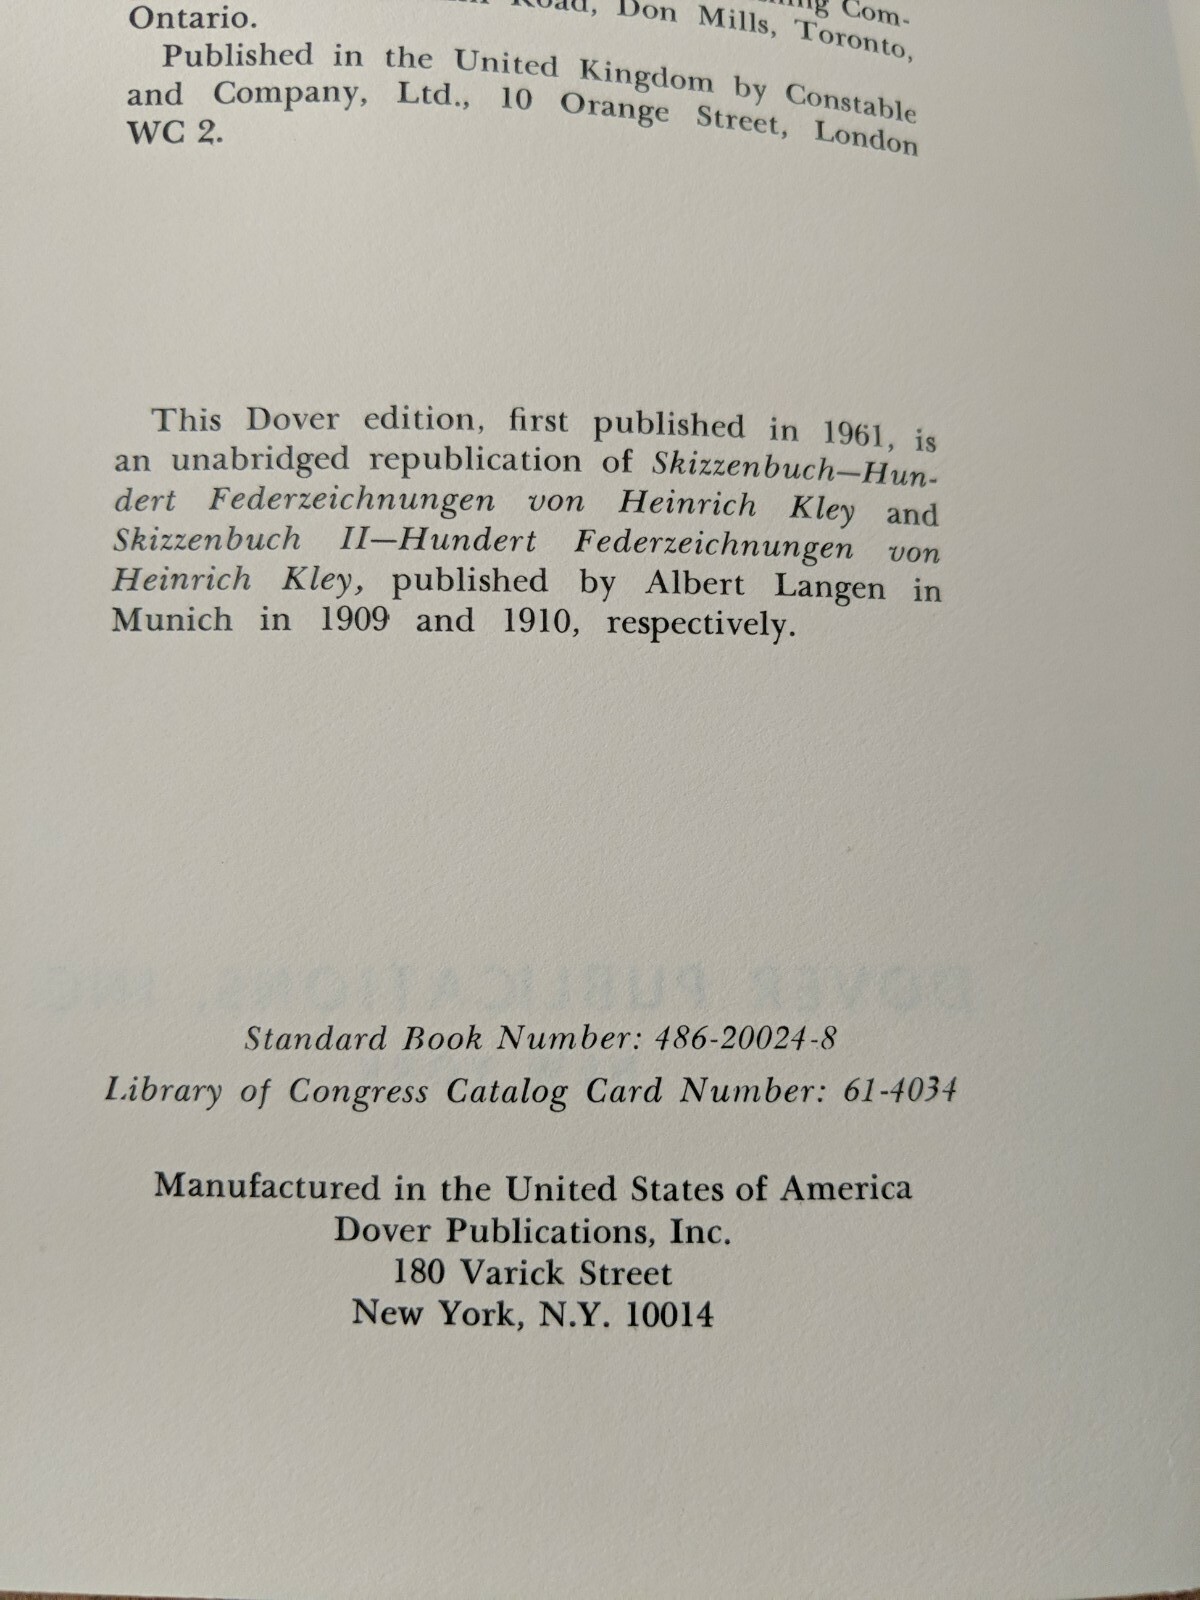 Road, Don Mills, Toronto,
Ontario.
Published in the United Kingdom by Constable
and Company, Ltd., 10 Orange Street, London
WC 2.
This Dover edition, first published in 1961, is
an unabridged republication of Skizzenbuch—Hun-
dert Federzeichnungen von Heinrich Kley and
Skizzenbuch II—Hundert Federzeichnungen von
Heinrich Kley, published by Albert Langen in
Munich in 1909 and 1910, respectively.
DOVER PUBLICATIONS, INC
Standard Book Number: 486-20024-8
Library of Congress Catalog Card Number: 61-4034
Manufactured in the United States of America
Dover Publications, Inc.
180 Varick Street
New York, N.Y. 10014